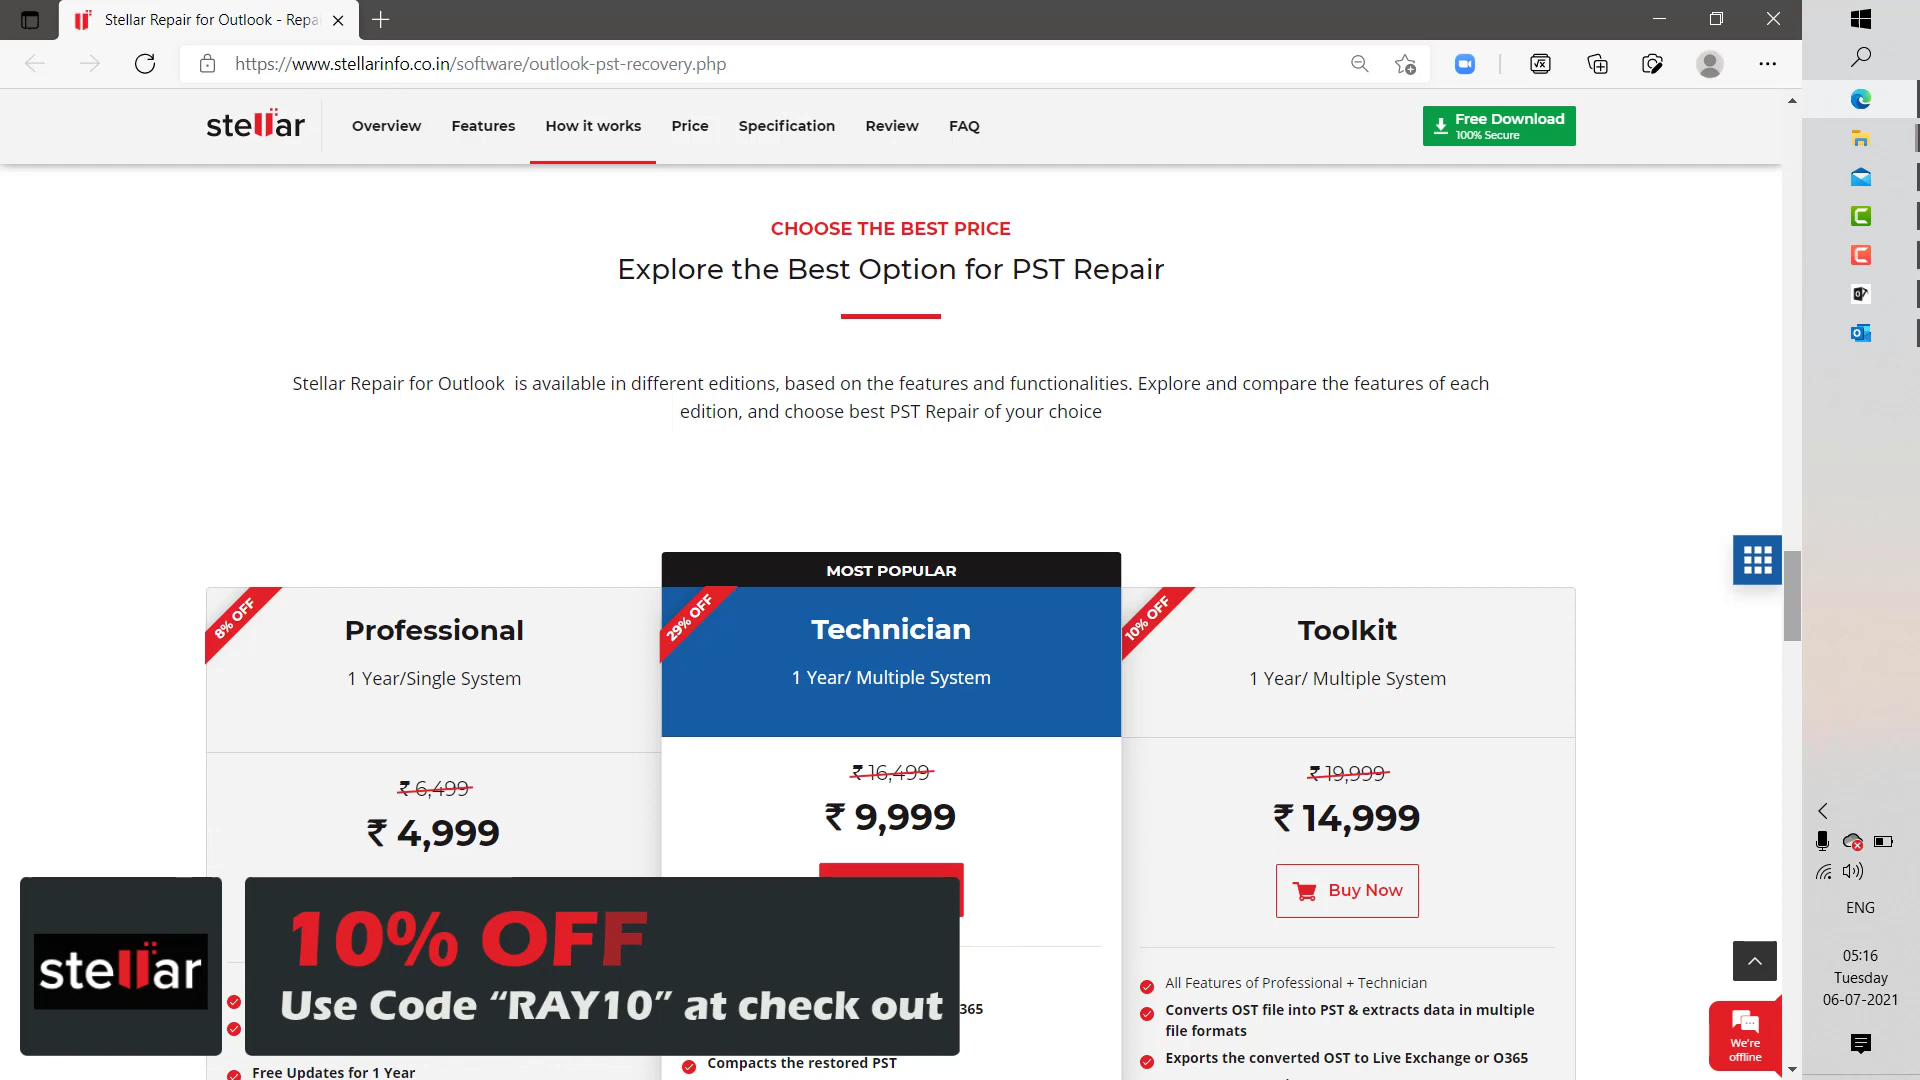 Stellar Repair for Outlook - Repa
https://www.stellarinfo.co.in/software/outlook-pst-recovery.php
stellar
Overview
Features
How it works
Price
Specification
Review
FAQ
Free Download
100% Secure
CHOOSE THE BEST PRICE
Explore the Best Option for PST Repair
Stellar Repair for Outlook is available in different editions, based on the features and functionalities. Explore and compare the features of each
edition, and choose best PST Repair of your choice
MOST POPULAR
8% OFF
Professional
1 Year/Single System
₹ 6,499
₹ 4,999
29% OFF
Technician
1 Year/ Multiple System
₹ 16,499
₹ 9,999
10% OFF
Toolkit
1 Year/ Multiple System
₹ 19,999
₹ 14,999
Buy Now
All Features of Professional + Technician
Converts OST file into PST & extracts data in multiple
file formats
Exports the converted OST to Live Exchange or O365
365
Compacts the restored PST
Free Updates for 1 Year
stellar
10% OFF
Use Code “RAY10” at check out
We're
offline
ENG
05:16
Tuesday
06-07-2021